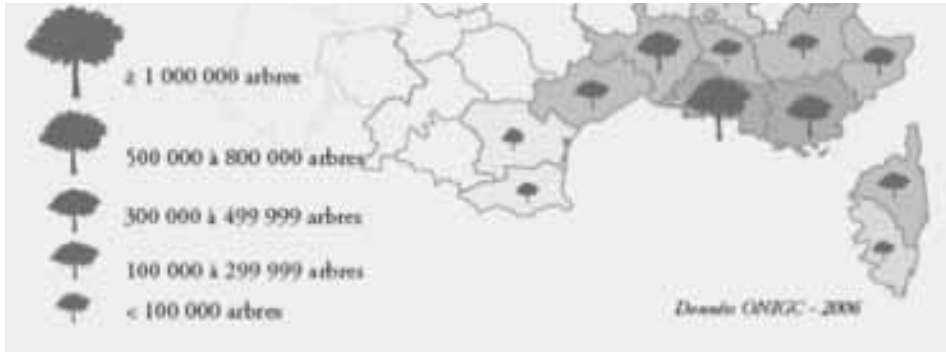 ≥ 1 000 000 arbres
500 000 à 800 000 arbres
300 000 à 499 999 arbres
100 000 à 299 999 arbres
< 100 000 arbres
Données ONIGC - 2006